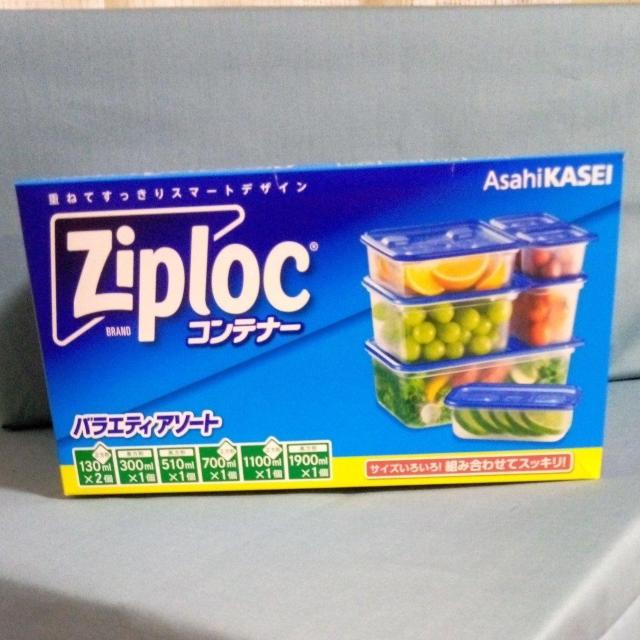 重ねてすっきりスマートデザイン
AsahiKASEI
Ziploc®
BRAND
コンテナー
バラエティアソート
130ml ×2個
300ml ×1個
510ml ×1個
700ml ×1個
1100ml ×1個
1900ml ×1個
サイズいろいろ!組み合わせてスッキリ!